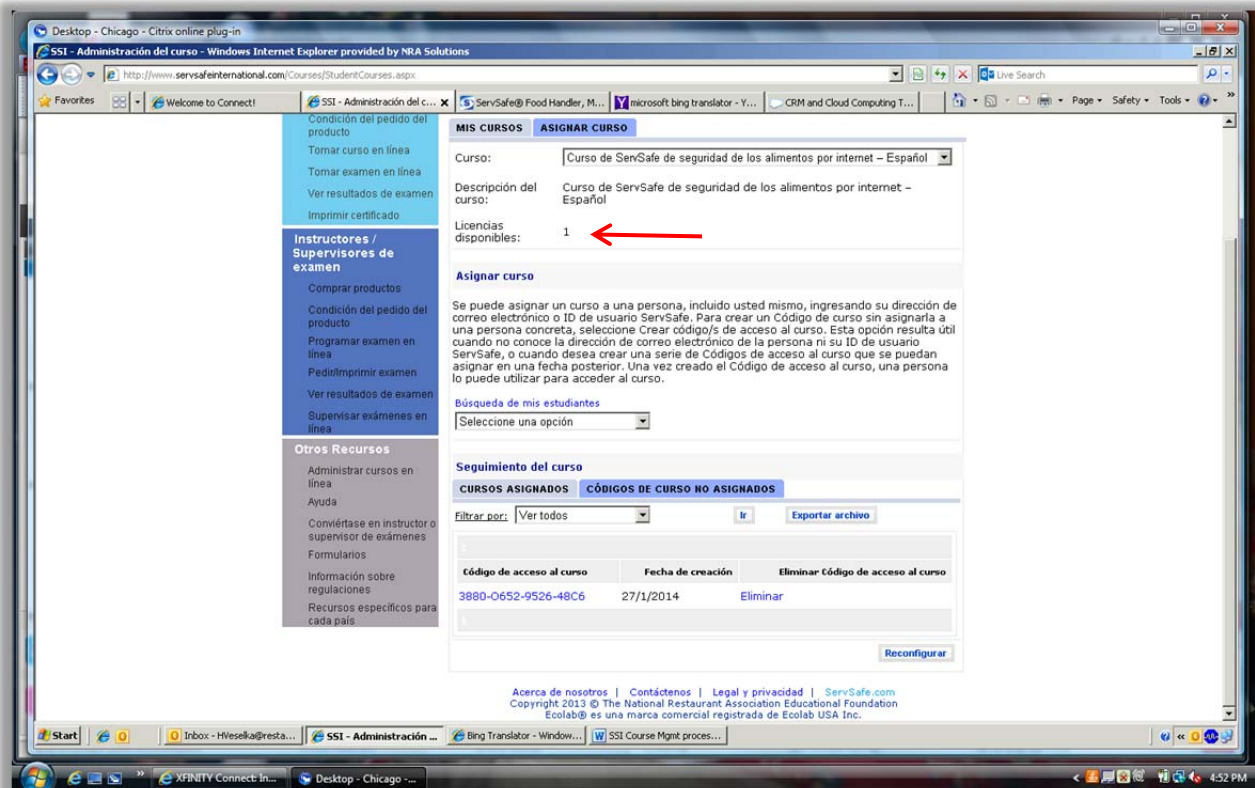 Desktop - Chicago - Citrix online plug-in
SSI - Administración del curso - Windows Internet Explorer provided by NRA Solutions
http://www.servsafeinternational.com/Courses/StudentCourses.aspx
Live Search
Favorites
Welcome to Connect!
SSI - Administración del c...
ServSafe® Food Handler, M...
microsoft bing translator - Y...
CRM and Cloud Computing T...
Page
Safety
Tools
Condición del pedido del
producto
Tomar curso en línea
Tomar examen en línea
Ver resultados de examen
Imprimir certificado
Instructores /
Supervisores de
examen
Comprar productos
Condición del pedido del
producto
Programar examen en
línea
Pedir/Imprimir examen
Ver resultados de examen
Supervisar exámenes en
línea
Otros Recursos
Administrar cursos en
línea
Ayuda
Conviértase en instructor o
supervisor de exámenes
Formularios
Información sobre
regulaciones
Recursos específicos para
cada país
MIS CURSOS ASIGNAR CURSO
Curso: Curso de ServSafe de seguridad de los alimentos por internet – Español
Descripción del
curso:
Curso de ServSafe de seguridad de los alimentos por internet –
Español
Licencias
disponibles:
1
Asignar curso
Se puede asignar un curso a una persona, incluido usted mismo, ingresando su dirección de
correo electrónico o ID de usuario ServSafe. Para crear un Código de curso sin asignarla a
una persona concreta, seleccione Crear código/s de acceso al curso. Esta opción resulta útil
cuando no conoce la dirección de correo electrónico de la persona ni su ID de usuario
ServSafe, o cuando desea crear una serie de Códigos de acceso al curso que se puedan
asignar en una fecha posterior. Una vez creado el Código de acceso al curso, una persona
lo puede utilizar para acceder al curso.
Búsqueda de mis estudiantes
Seleccione una opción
Seguimiento del curso
CURSOS ASIGNADOS CÓDIGOS DE CURSO NO ASIGNADOS
Filtrar por: Ver todos Ir Exportar archivo
Código de acceso al curso Fecha de creación Eliminar Código de acceso al curso
3880-O652-9526-48C6 27/1/2014 Eliminar
Reconfigurar
Acerca de nosotros | Contáctenos | Legal y privacidad | ServSafe.com
Copyright 2013 © The National Restaurant Association Educational Foundation
Ecolab® es una marca comercial registrada de Ecolab USA Inc.
Start
Inbox - HVeselka@resta...
SSI - Administración ...
Bing Translator - Window...
SSI Course Mgmt proces...
XFINITY Connect: In...
Desktop - Chicago -...
4:52 PM